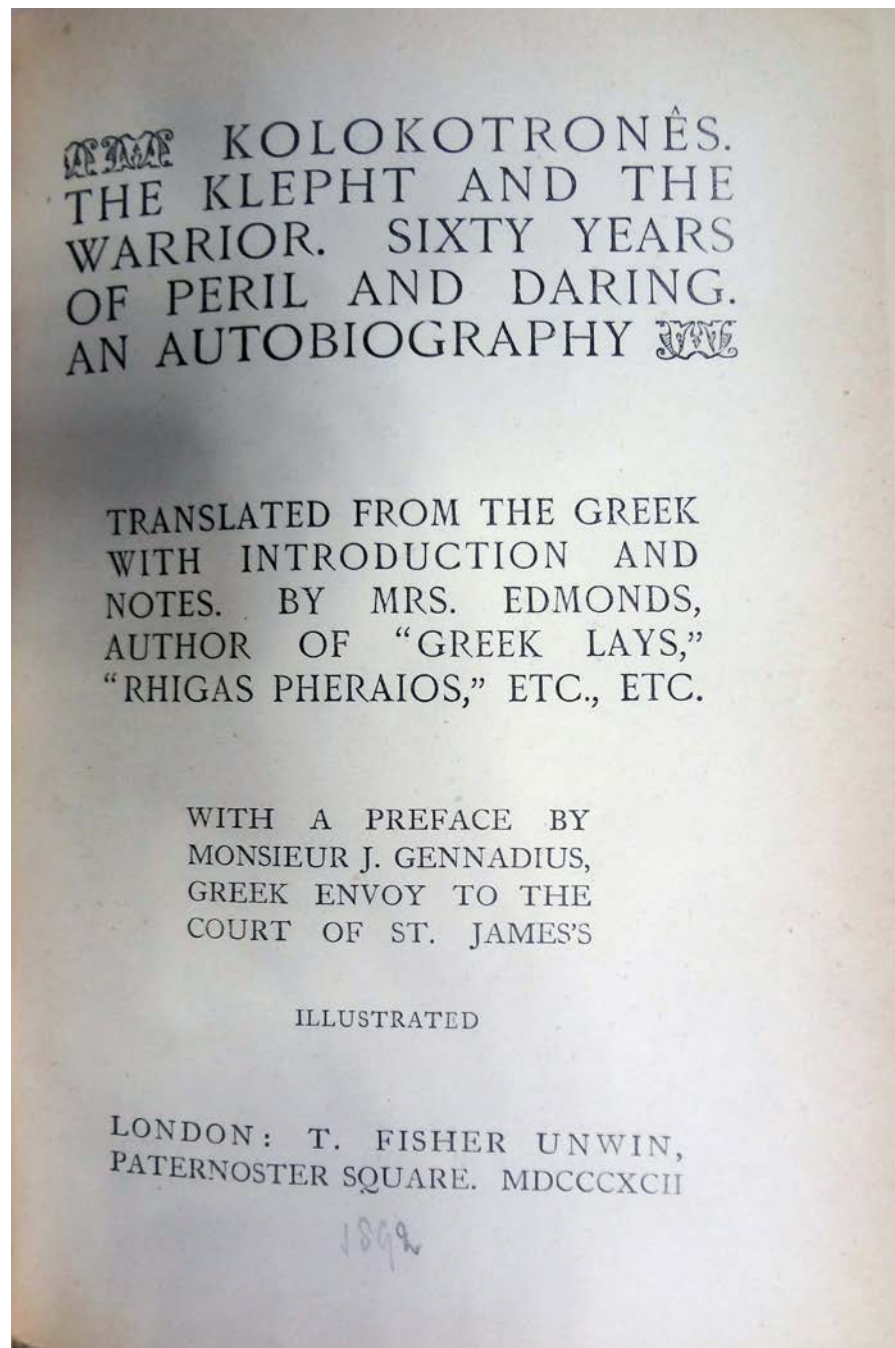 KOLOKOTRONÊS.
THE KLEPHT AND THE
WARRIOR. SIXTY YEARS
OF PERIL AND DARING.
AN AUTOBIOGRAPHY
TRANSLATED FROM THE GREEK
WITH INTRODUCTION AND
NOTES. BY MRS. EDMONDS,
AUTHOR OF “GREEK LAYS,”
“RHIGAS PHERAIOS,” ETC., ETC.
WITH A PREFACE BY
MONSIEUR J. GENNADIUS,
GREEK ENVOY TO THE
COURT OF ST. JAMES’S
ILLUSTRATED
LONDON: T. FISHER UNWIN,
PATERNOSTER SQUARE. MDCCCXCII
1892